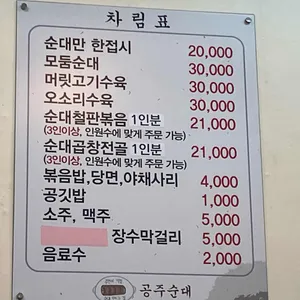 차림표
순대만 한접시 20,000
모둠순대 30,000
머릿고기수육 30,000
오소리수육 30,000
순대철판볶음 1인분 21,000
(3인이상, 인원수에 맞게 주문 가능)
순대곱창전골 1인분 21,000
(3인이상, 인원수에 맞게 주문 가능)
볶음밥,당면,야채사리 4,000
공깃밥 1,000
소주, 맥주 5,000
장수막걸리 5,000
음료수 2,000
공주순대